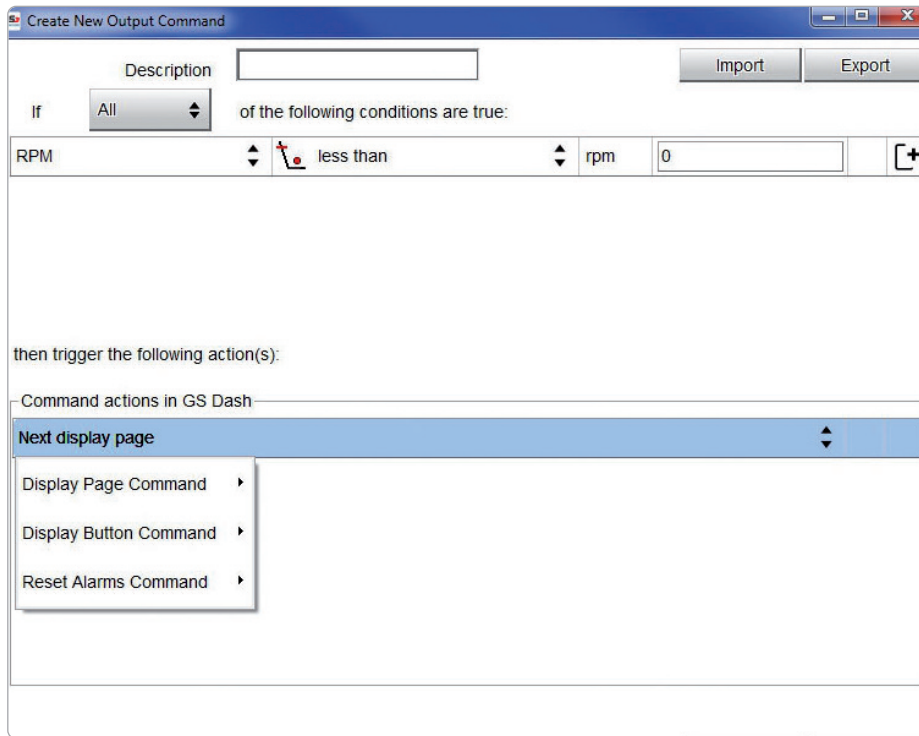 Create New Output Command
Description
Import
Export
If
All
of the following conditions are true:
RPM
less than
rpm
0
then trigger the following action(s):
Command actions in GS Dash
Next display page
Display Page Command
Display Button Command
Reset Alarms Command